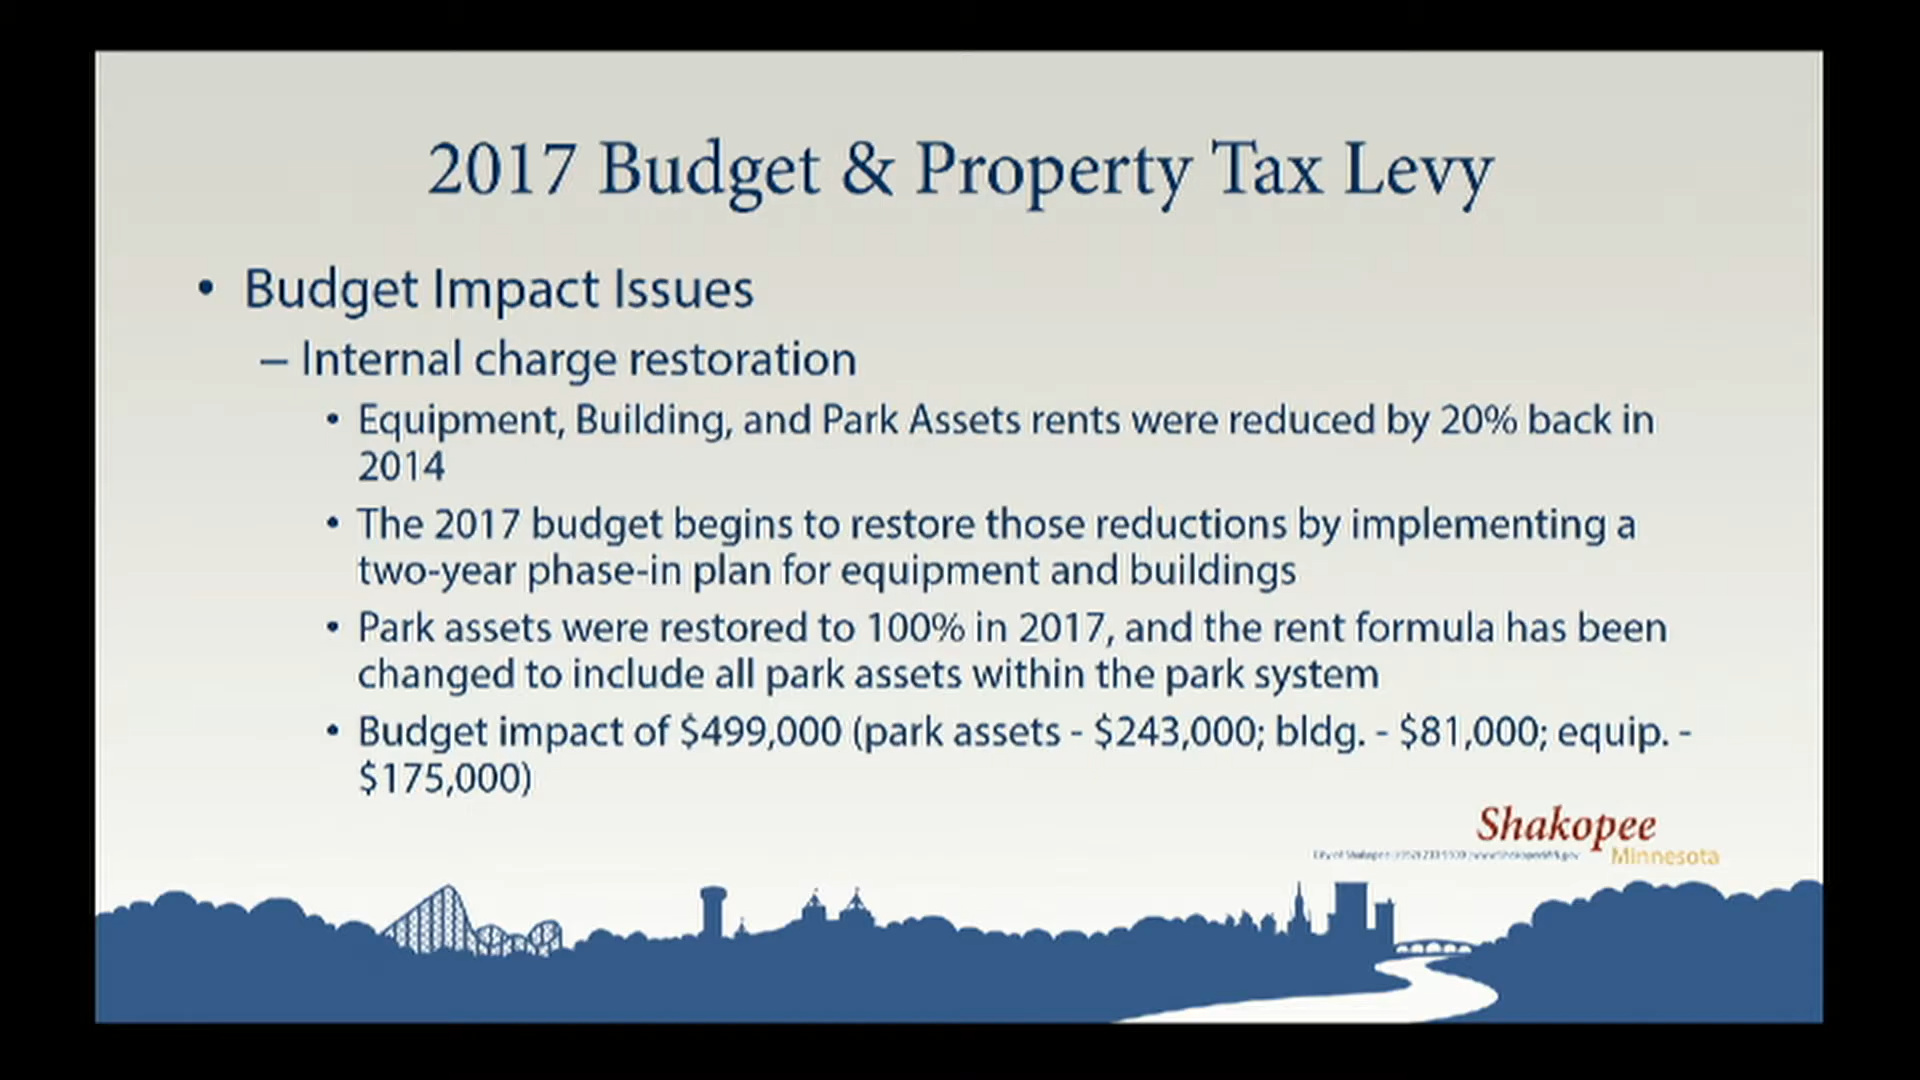 2017 Budget & Property Tax Levy
• Budget Impact Issues
– Internal charge restoration
• Equipment, Building, and Park Assets rents were reduced by 20% back in
2014
• The 2017 budget begins to restore those reductions by implementing a
two-year phase-in plan for equipment and buildings
• Park assets were restored to 100% in 2017, and the rent formula has been
changed to include all park assets within the park system
• Budget impact of $499,000 (park assets - $243,000; bldg. - $81,000; equip. -
$175,000)
Shakopee
City of Shakopee
Minnesota